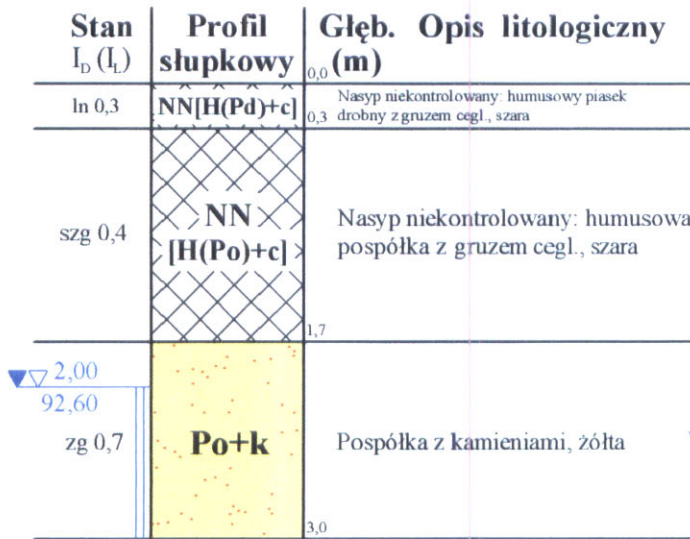 Stan Profil Głęb. Opis litologiczny
I_D (I_L) słupkowy 0,0 (m)
ln 0,3 NN[H(Pd)+c] 0,3 Nasyp niekontrolowany: humusowy piasek
drobny z gruzem cegl., szara
szg 0,4 NN Nasyp niekontrolowany: humusowa
[H(Po)+c] pospółka z gruzem cegl., szara
1,7
2,00
92,60
zg 0,7 Po+k Pospółka z kamieniami, żółta
3,0